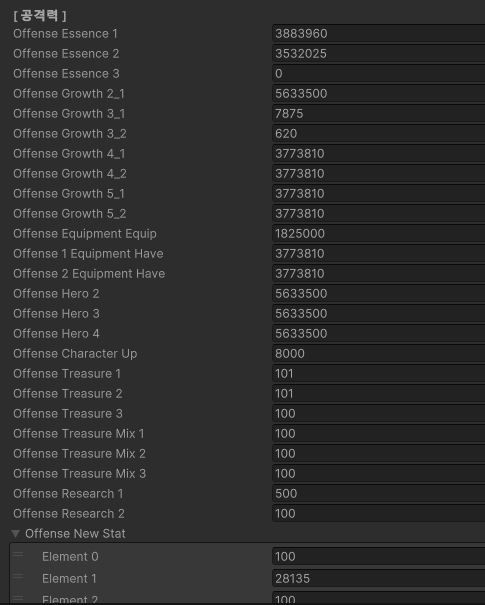 [ 공격력 ]
Offense Essence 1 3883960
Offense Essence 2 3532025
Offense Essence 3 0
Offense Growth 2_1 5633500
Offense Growth 3_1 7875
Offense Growth 3_2 620
Offense Growth 4_1 3773810
Offense Growth 4_2 3773810
Offense Growth 5_1 3773810
Offense Growth 5_2 3773810
Offense Equipment Equip 1825000
Offense 1 Equipment Have 3773810
Offense 2 Equipment Have 3773810
Offense Hero 2 5633500
Offense Hero 3 5633500
Offense Hero 4 5633500
Offense Character Up 8000
Offense Treasure 1 101
Offense Treasure 2 101
Offense Treasure 3 100
Offense Treasure Mix 1 100
Offense Treasure Mix 2 100
Offense Treasure Mix 3 100
Offense Research 1 500
Offense Research 2 100
Offense New Stat
Element 0 100
Element 1 28135
Element 2 100